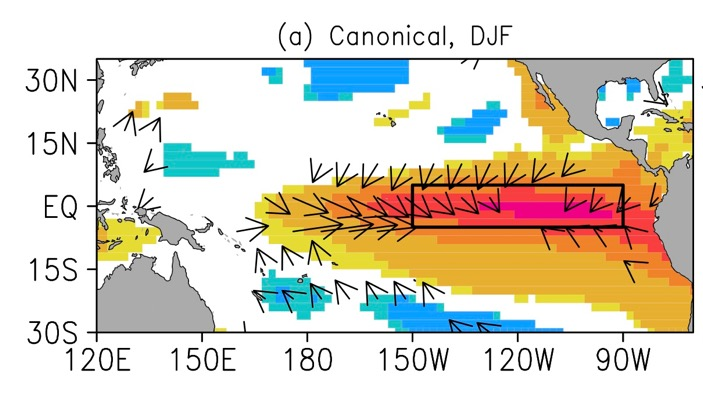 (a) Canonical, DJF
30N
15N
EQ
15S
30S
120E 150E 180 150W 120W 90W